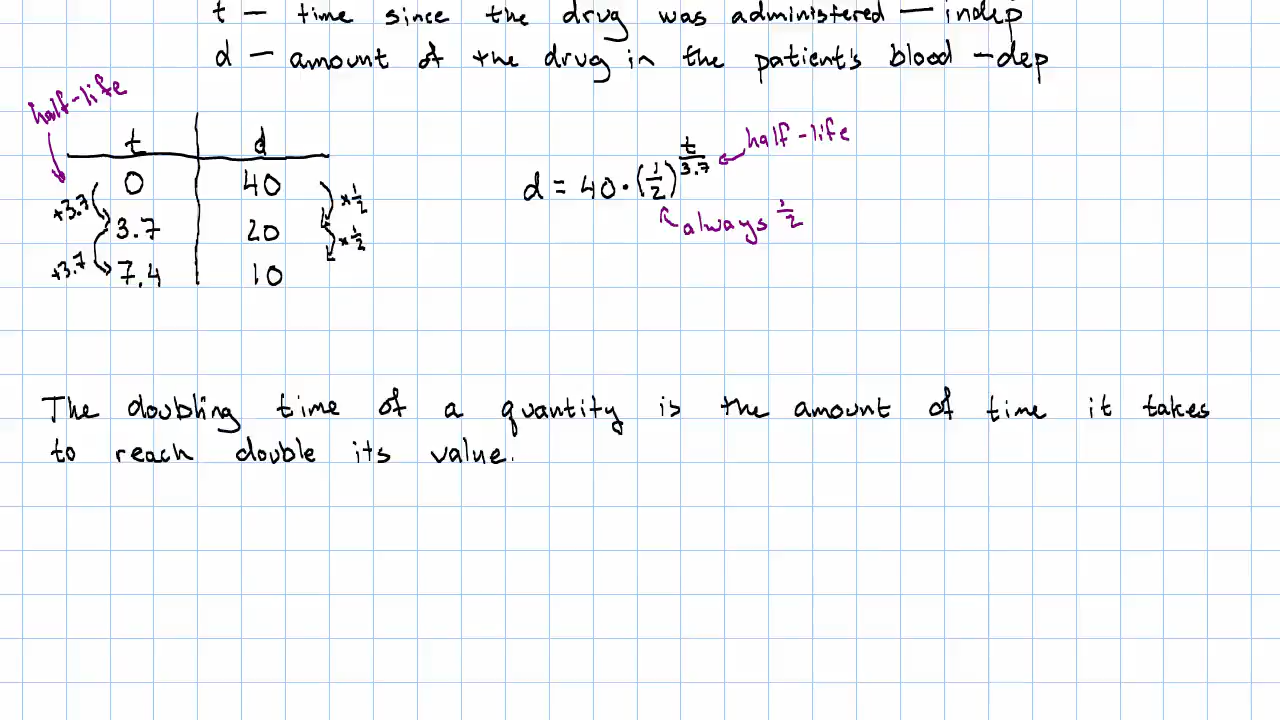 t — time since the drug was administered — indep
d — amount of the drug in the patient's blood — dep
half-life
t d
0 40
+3.7 ×1/2
3.7 20
+3.7 ×1/2
7.4 10
d = 40 · (1/2)^(t/3.7)
half-life
always 1/2
The doubling time of a quantity is the amount of time it takes
to reach double its value.